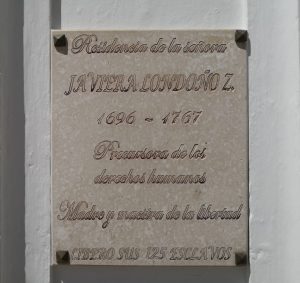 Residencia de la señora
JAVIERA LONDOÑO Z.
1696 - 1767
Precursora de los
derechos humanos
Madre y maestra de la libertad
LIBERO SUS 125 ESCLAVOS